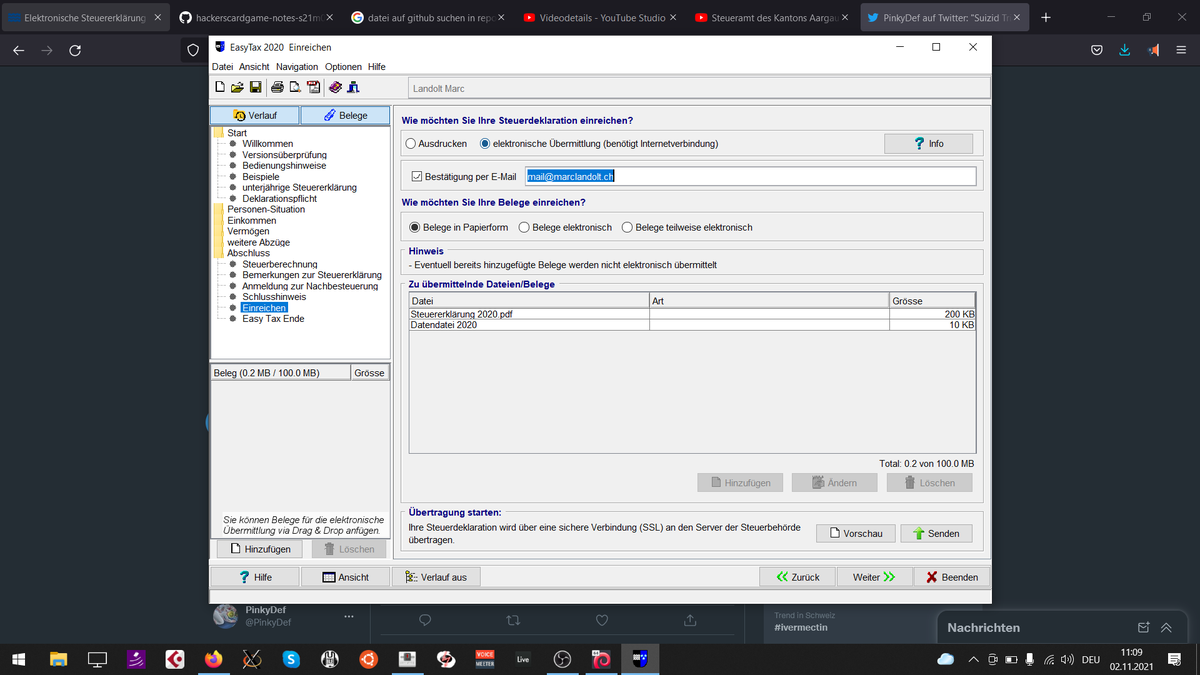 Elektronische Steuererklärung
hackerscardgame-notes-s21m
datei auf github suchen in repo
Videodetails - YouTube Studio
Steueramt des Kantons Aargau
PinkyDef auf Twitter: "Suizid Tr
EasyTax 2020 Einreichen
Datei Ansicht Navigation Optionen Hilfe
Landolt Marc
Verlauf
Belege
Start
Willkommen
Versionsüberprüfung
Bedienungshinweise
Beispiele
unterjährige Steuererklärung
Deklarationspflicht
Personen-Situation
Einkommen
Vermögen
weitere Abzüge
Abschluss
Steuerberechnung
Bemerkungen zur Steuererklärung
Anmeldung zur Nachbesteuerung
Schlusshinweis
Einreichen
Easy Tax Ende
Beleg (0.2 MB / 100.0 MB)
Grösse
Sie können Belege für die elektronische
Übermittlung via Drag & Drop anfügen.
Hinzufügen
Löschen
Wie möchten Sie Ihre Steuerdeklaration einreichen?
Ausdrucken
elektronische Übermittlung (benötigt Internetverbindung)
? Info
Bestätigung per E-Mail
mail@marclandolt.ch
Wie möchten Sie Ihre Belege einreichen?
Belege in Papierform
Belege elektronisch
Belege teilweise elektronisch
Hinweis
- Eventuell bereits hinzugefügte Belege werden nicht elektronisch übermittelt
Zu übermittelnde Dateien/Belege
Datei
Art
Grösse
Steuererklärung 2020.pdf
200 KB
Datendatei 2020
10 KB
Total: 0.2 von 100.0 MB
Hinzufügen
Ändern
Löschen
Übertragung starten:
Ihre Steuerdeklaration wird über eine sichere Verbindung (SSL) an den Server der Steuerbehörde
übertragen.
Vorschau
Senden
? Hilfe
Ansicht
Verlauf aus
Zurück
Weiter
Beenden
PinkyDef
@PinkyDef
Trend in Schweiz
#ivermectin
Nachrichten
VOICE
MEETER
Live
DEU
11:09
02.11.2021